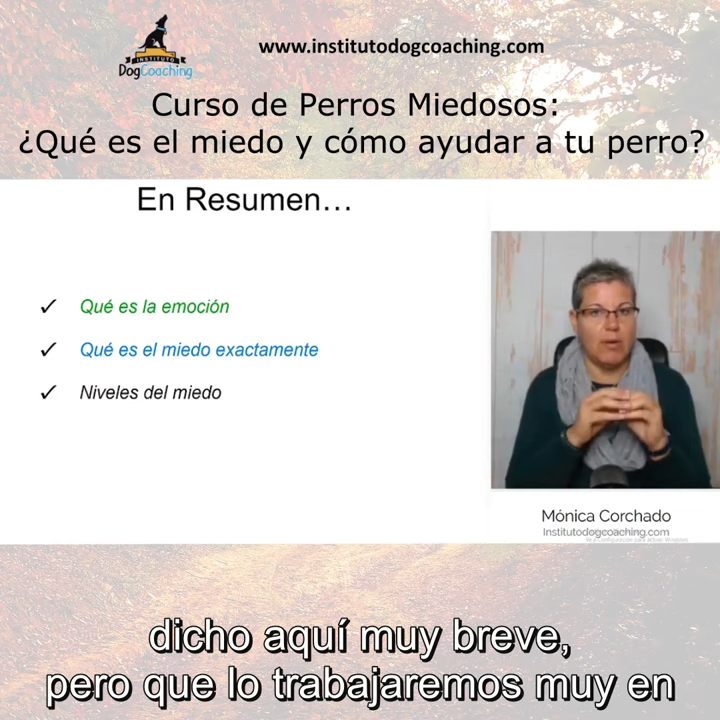 INSTITUTO
DogCoaching
www.institutodogcoaching.com
Curso de Perros Miedosos:
¿Qué es el miedo y cómo ayudar a tu perro?
En Resumen…
✓ Qué es la emoción
✓ Qué es el miedo exactamente
✓ Niveles del miedo
Mónica Corchado
Institutodogcoaching.com
dicho aquí muy breve,
pero que lo trabajaremos muy en